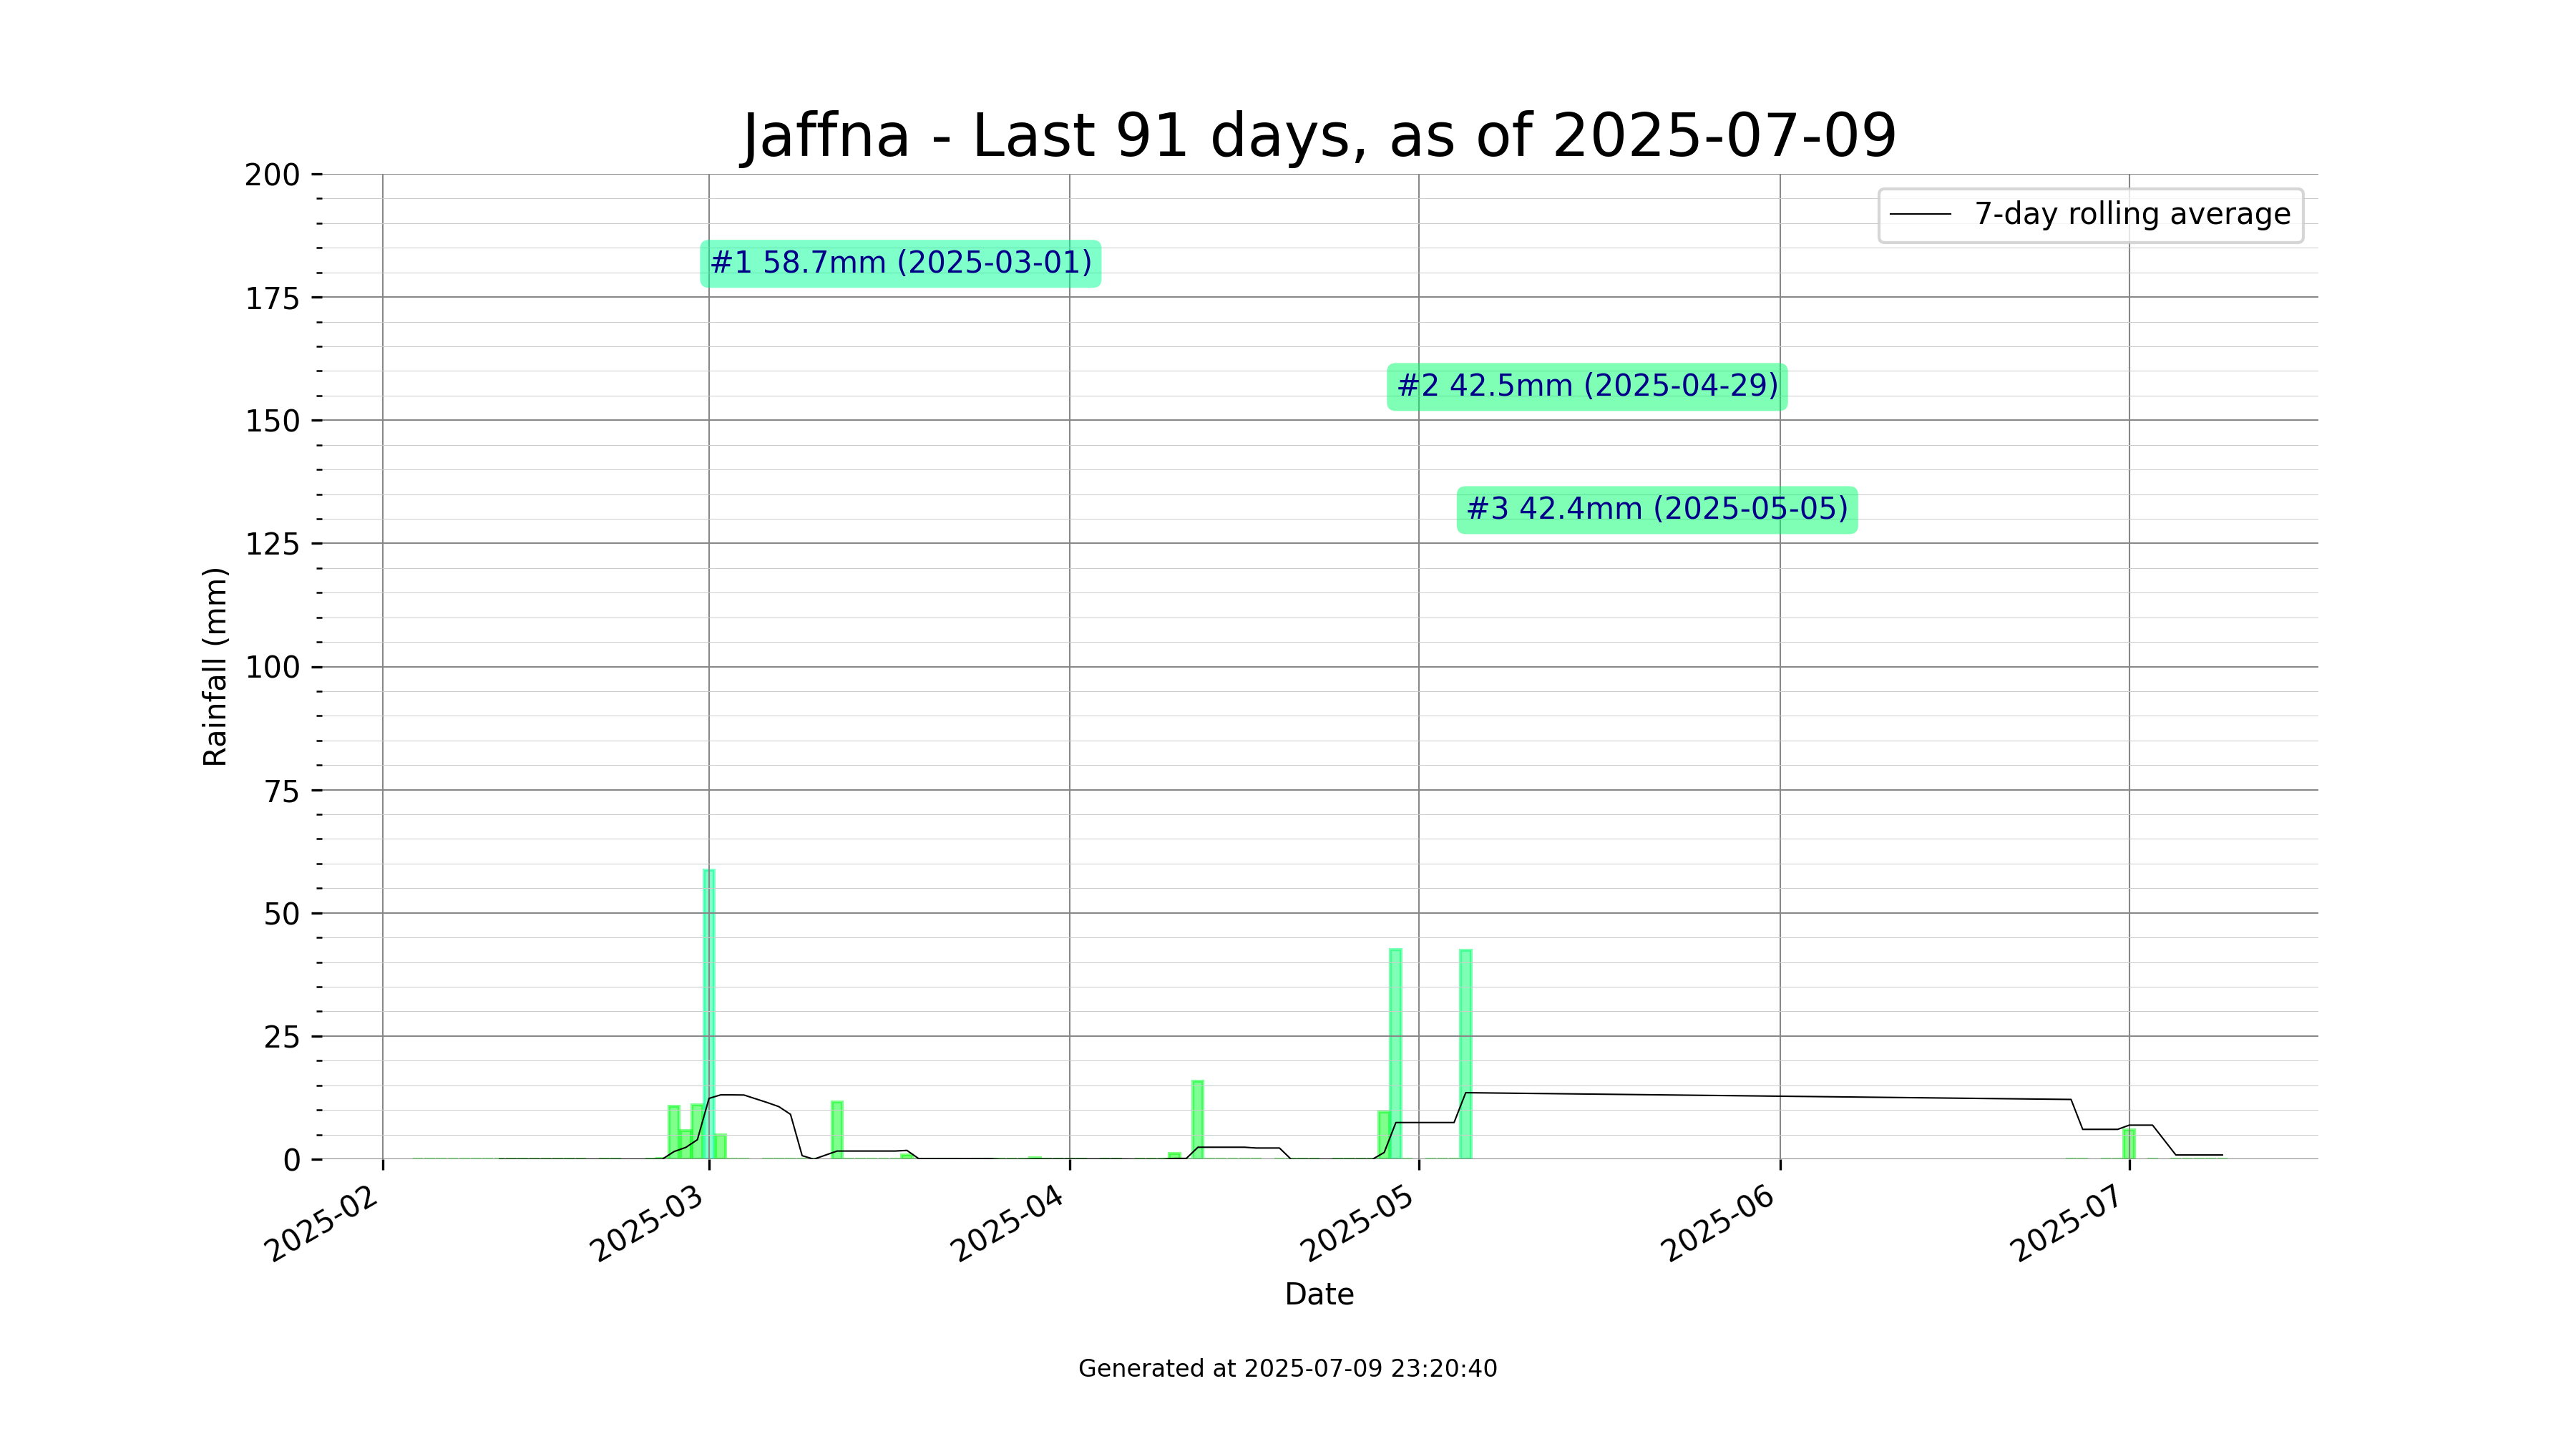 Jaffna - Last 91 days, as of 2025-07-09
200
175
150
125
100
75
50
25
0
Rainfall (mm)
7-day rolling average
#1 58.7mm (2025-03-01)
#2 42.5mm (2025-04-29)
#3 42.4mm (2025-05-05)
2025-02
2025-03
2025-04
2025-05
2025-06
2025-07
Date
Generated at 2025-07-09 23:20:40